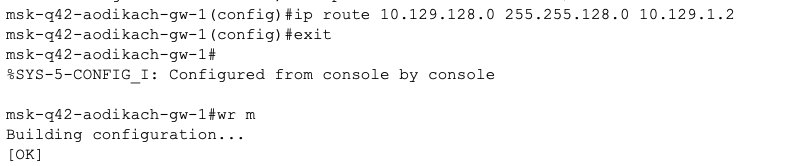 msk-q42-aodikach-gw-1(config)#ip route 10.129.128.0 255.255.128.0 10.129.1.2
msk-q42-aodikach-gw-1(config)#exit
msk-q42-aodikach-gw-1#
%SYS-5-CONFIG_I: Configured from console by console
msk-q42-aodikach-gw-1#wr m
Building configuration...
[OK]